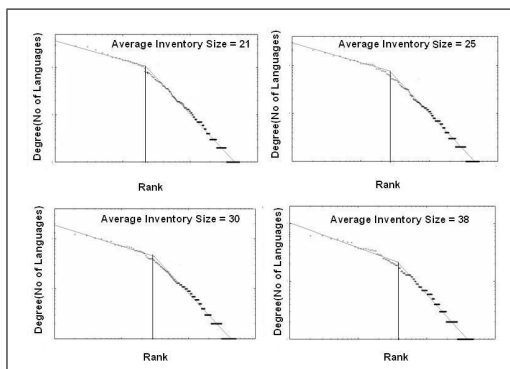 Average Inventory Size = 21
Degree(No of Languages)
Rank
Average Inventory Size = 25
Degree(No of Languages)
Rank
Average Inventory Size = 30
Degree(No of Languages)
Rank
Average Inventory Size = 38
Degree(No of Languages)
Rank